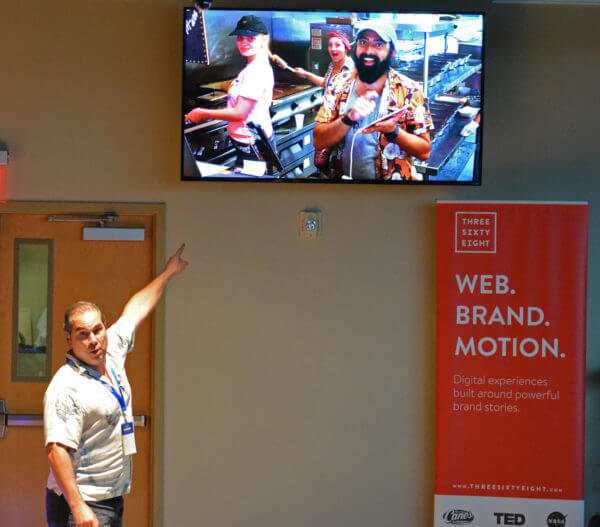 THREE
SIXTY
EIGHT
WEB.
BRAND.
MOTION.
Digital experiences
built around powerful
brand stories.
WWW.THREESIXTYEIGHT.COM
Canes
TED
NASA